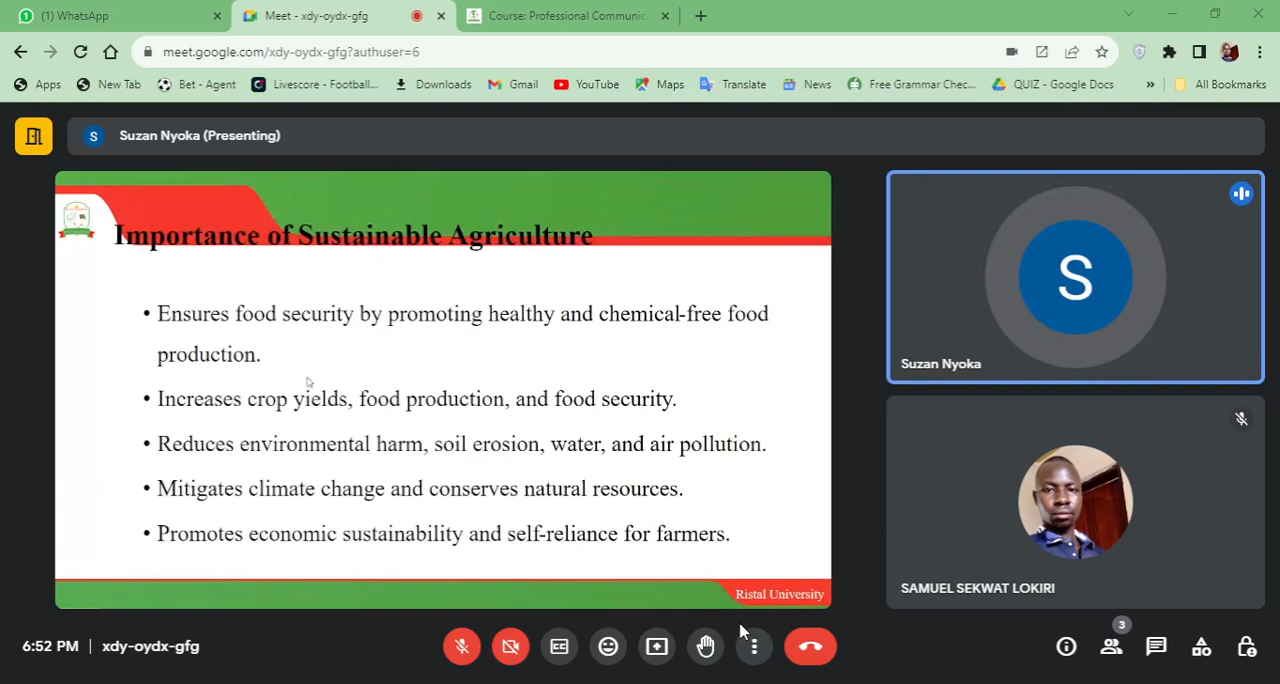 (1) WhatsApp
Meet - xdy-oydx-gfg
Course: Professional Communic
meet.google.com/xdy-oydx-gfg?authuser=6
Apps
New Tab
Bet - Agent
Livescore - Football...
Downloads
Gmail
YouTube
Maps
Translate
News
Free Grammar Chec...
QUIZ - Google Docs
»
All Bookmarks
S
Suzan Nyoka (Presenting)
Importance of Sustainable Agriculture
• Ensures food security by promoting healthy and chemical-free food
production.
• Increases crop yields, food production, and food security.
• Reduces environmental harm, soil erosion, water, and air pollution.
• Mitigates climate change and conserves natural resources.
• Promotes economic sustainability and self-reliance for farmers.
Ristal University
S
Suzan Nyoka
SAMUEL SEKWAT LOKIRI
6:52 PM | xdy-oydx-gfg
CC
3